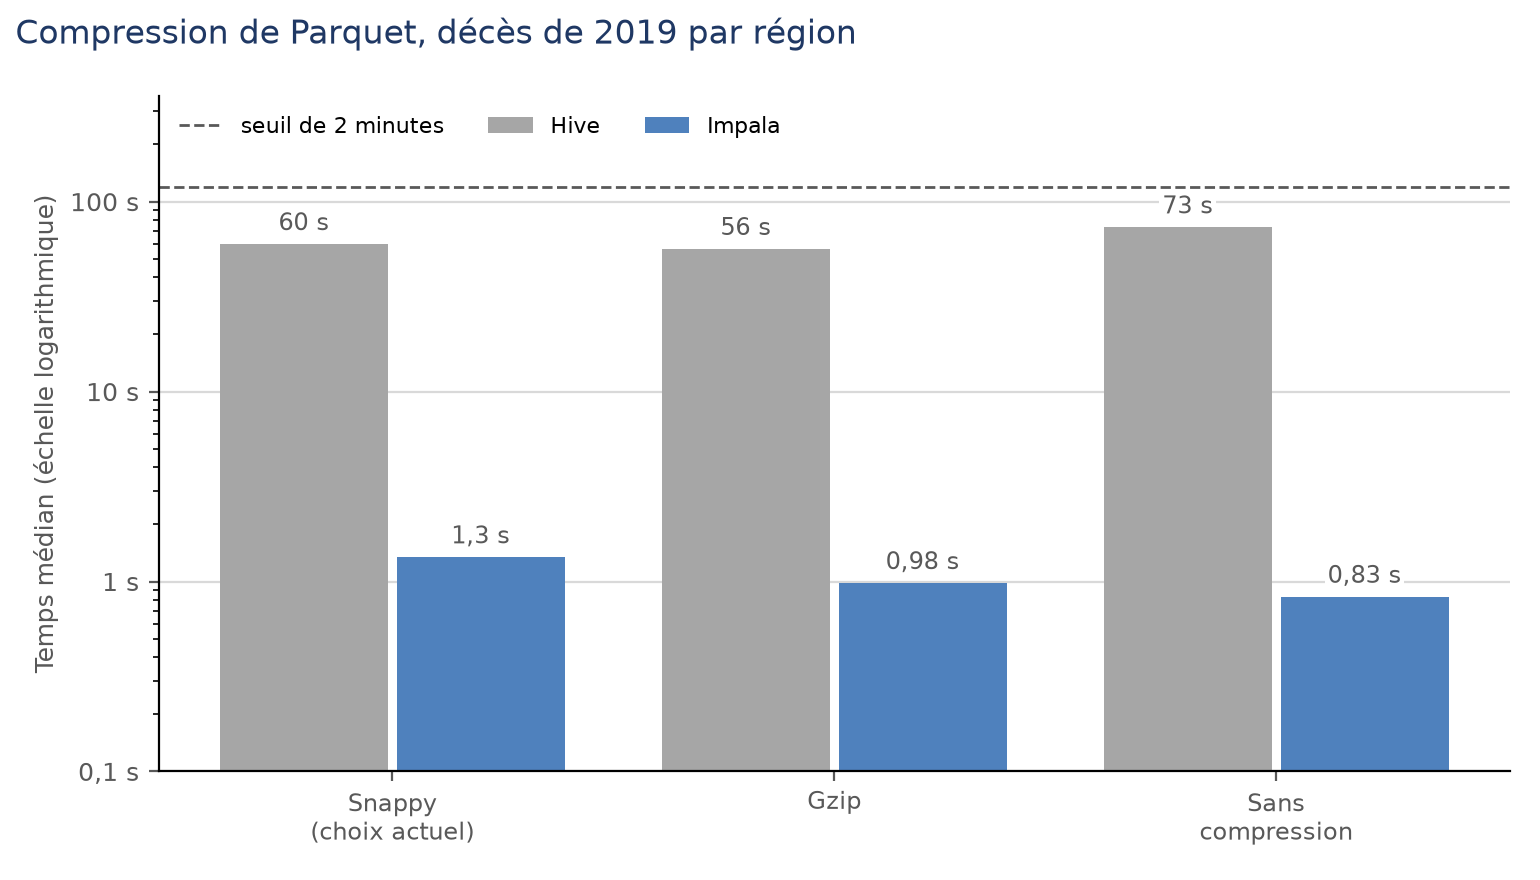 Compression de Parquet, décès de 2019 par région
seuil de 2 minutes
Hive
Impala
Temps médian (échelle logarithmique)
100 s
10 s
1 s
0,1 s
60 s
1,3 s
56 s
0,98 s
73 s
0,83 s
Snappy
(choix actuel)
Gzip
Sans
compression